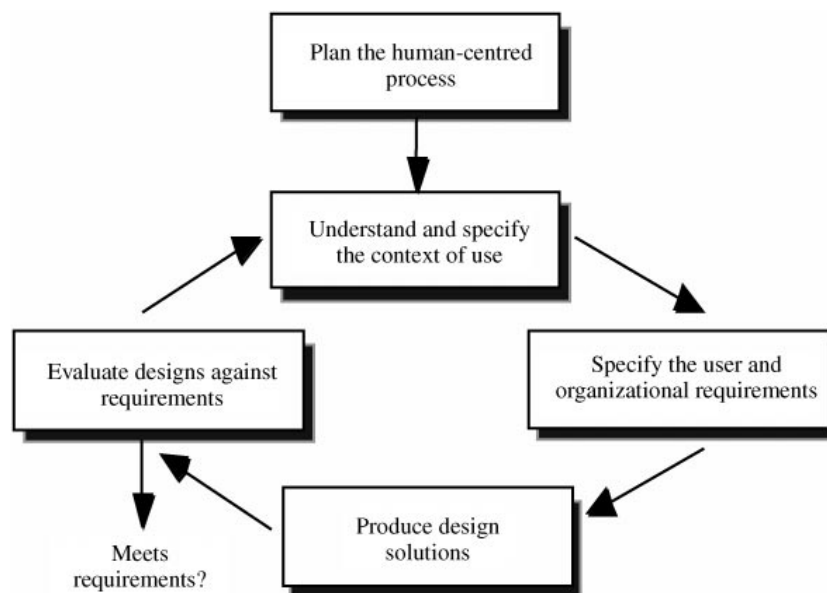 Plan the human-centred
process
Understand and specify
the context of use
Specify the user and
organizational requirements
Produce design
solutions
Evaluate designs against
requirements
Meets
requirements?